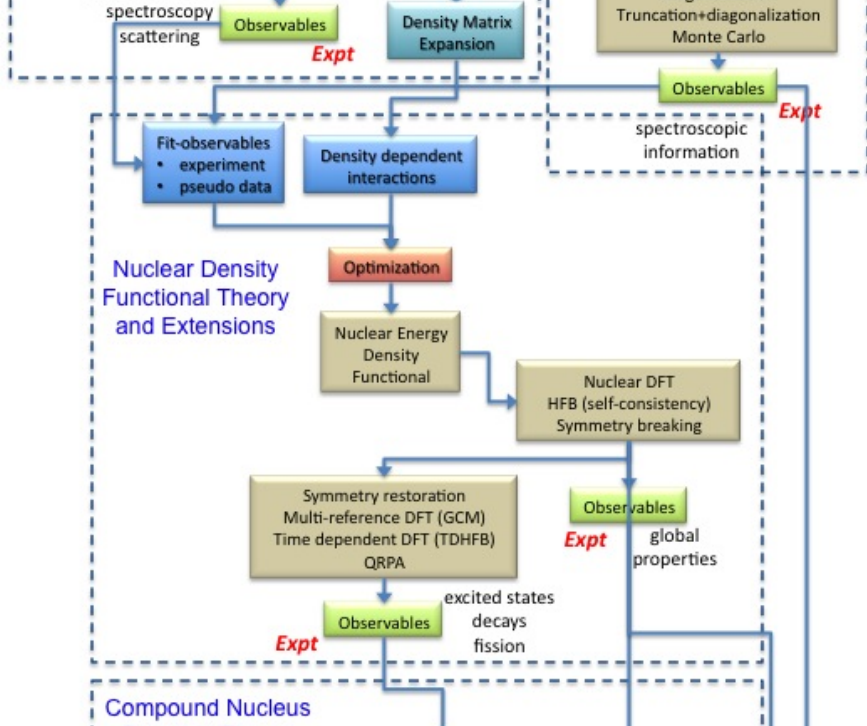 spectroscopy
scattering
Observables
Expt
Density Matrix
Expansion
Truncation+diagonalization
Monte Carlo
Observables
Expt
spectroscopic
information
Fit-observables
• experiment
• pseudo data
Density dependent
interactions
Optimization
Nuclear Density
Functional Theory
and Extensions
Nuclear Energy
Density
Functional
Nuclear DFT
HFB (self-consistency)
Symmetry breaking
Symmetry restoration
Multi-reference DFT (GCM)
Time dependent DFT (TDHFB)
QRPA
Observables
Expt
global
properties
Observables
Expt
excited states
decays
fission
Compound Nucleus